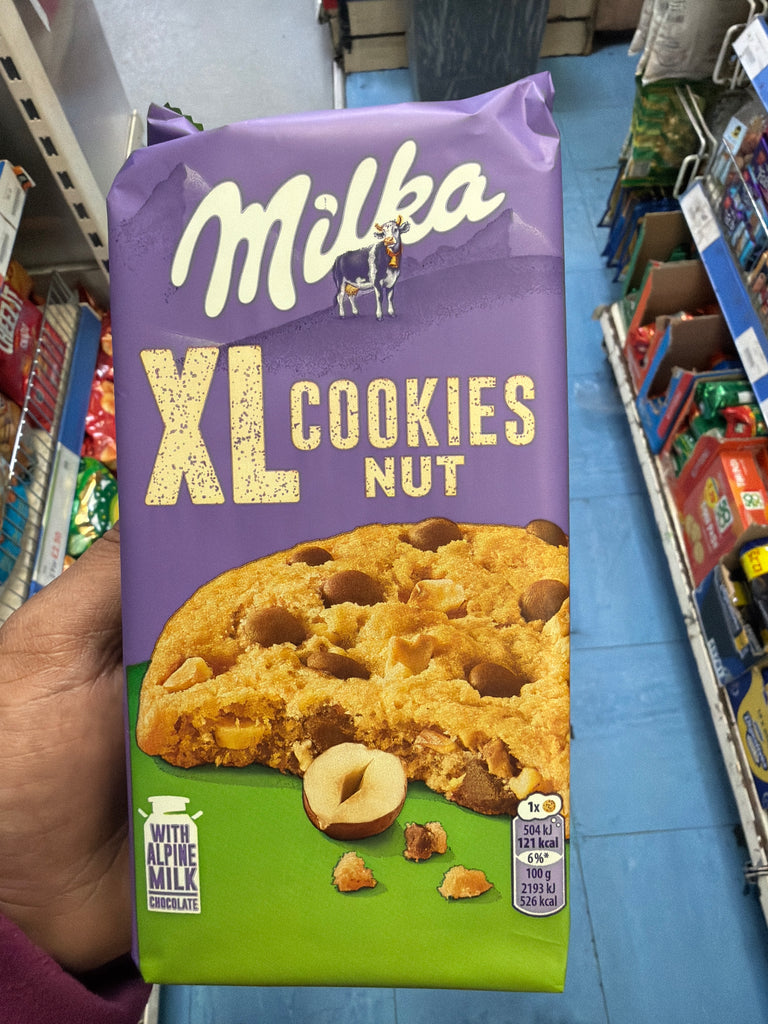 Milka
XL COOKIES
NUT
WITH
ALPINE
MILK
CHOCOLATE
1x
504 kJ
121 kcal
6%*
100 g
2193 kJ
526 kcal